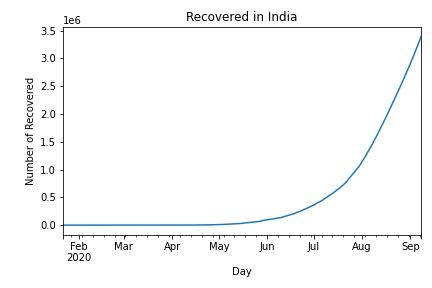 Recovered in India
1e6
3.5
3.0
2.5
2.0
1.5
1.0
0.5
0.0
Number of Recovered
Feb Mar Apr May Jun Jul Aug Sep
2020
Day